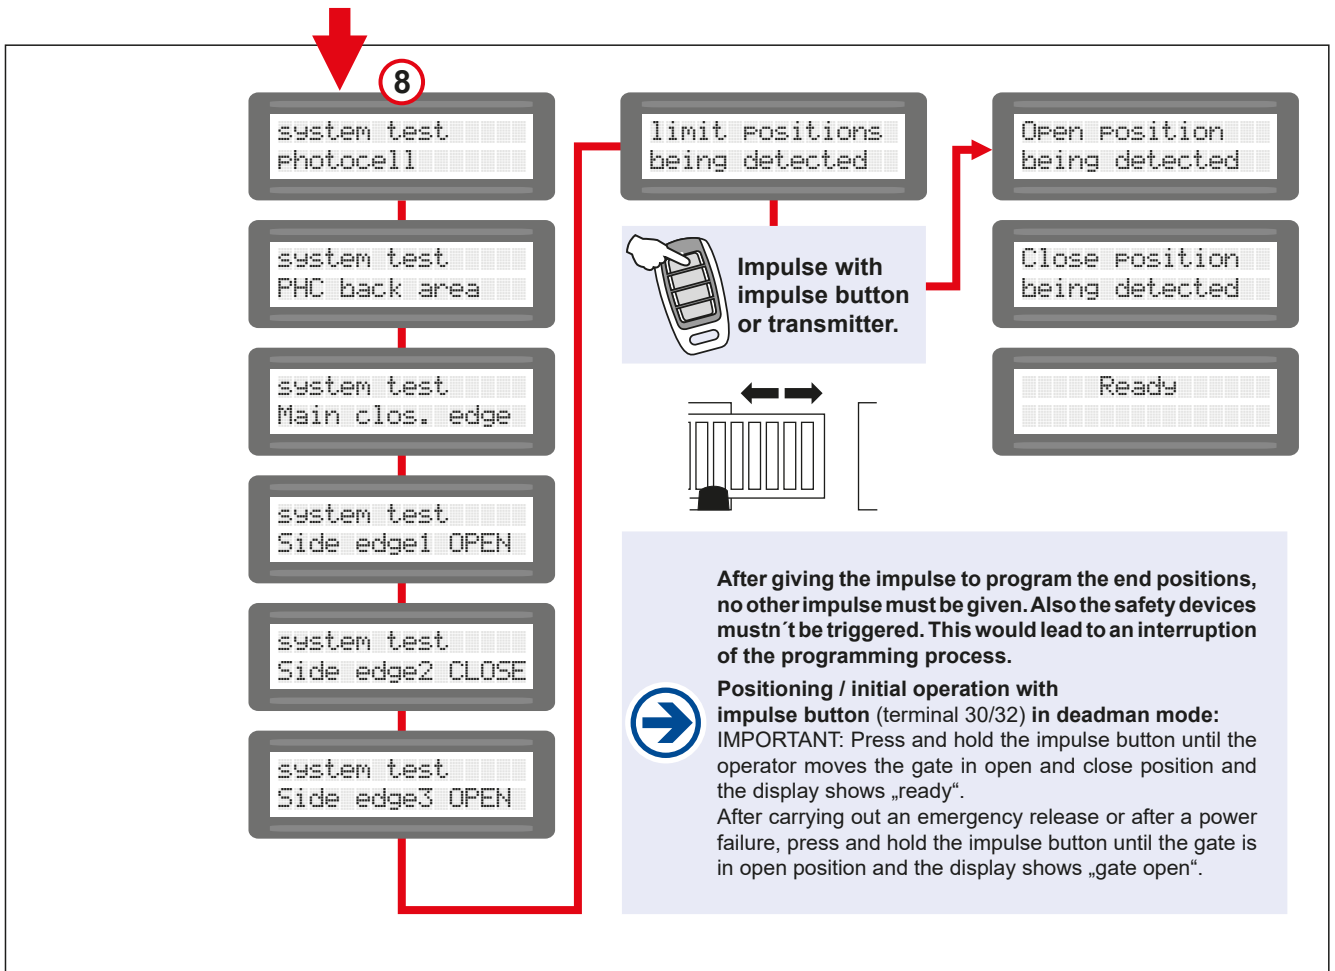 8
system test
photocell
system test
PHC back area
system test
Main clos. edge
system test
Side edge1 OPEN
system test
Side edge2 CLOSE
system test
Side edge3 OPEN
limit positions
being detected
Impulse with
impulse button
or transmitter.
Open position
being detected
Close position
being detected
Ready
After giving the impulse to program the end positions,
no other impulse must be given. Also the safety devices
mustn´t be triggered. This would lead to an interruption
of the programming process.
Positioning / initial operation with
impulse button (terminal 30/32) in deadman mode:
IMPORTANT: Press and hold the impulse button until the
operator moves the gate in open and close position and
the display shows „ready“.
After carrying out an emergency release or after a power
failure, press and hold the impulse button until the gate is
in open position and the display shows „gate open“.